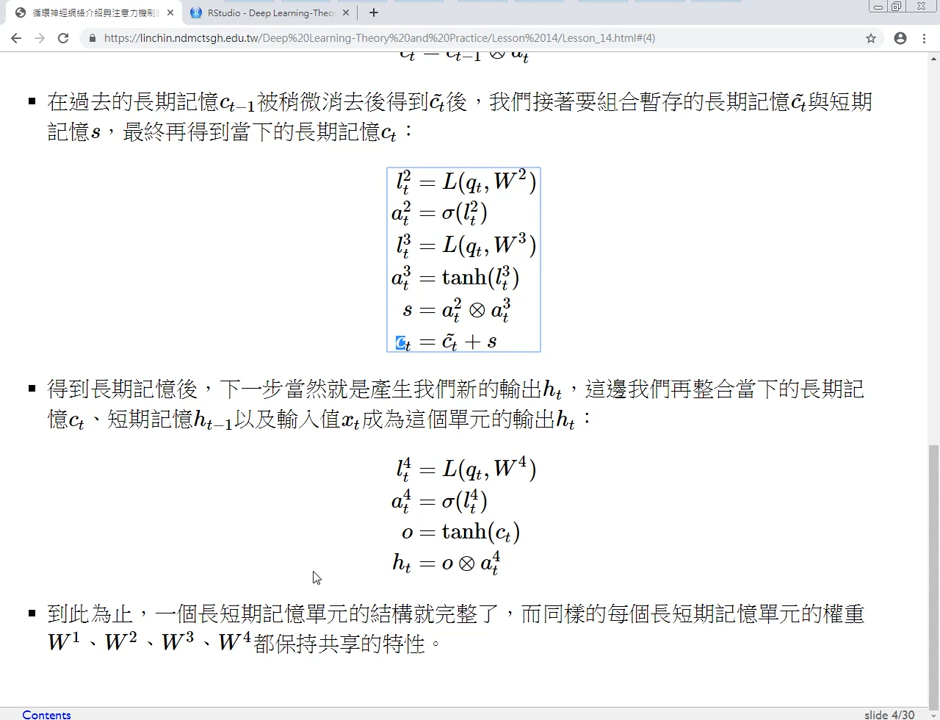 循環神經網絡介紹與注意力機制
RStudio - Deep Learning-Theo
https://linchin.ndmctsgh.edu.tw/Deep%20Learning-Theory%20and%20Practice/Lesson%2014/Lesson_14.html#(4)
c̃_t = c_{t−1} ⊗ a_t
在過去的長期記憶c_{t−1}被稍微消去後得到c̃_t後，我們接著要組合暫存的長期記憶c̃_t與短期
記憶s，最終再得到當下的長期記憶c_t：
l_t^2 = L(q_t, W^2)
a_t^2 = σ(l_t^2)
l_t^3 = L(q_t, W^3)
a_t^3 = tanh(l_t^3)
s = a_t^2 ⊗ a_t^3
c_t = c̃_t + s
得到長期記憶後，下一步當然就是產生我們新的輸出h_t，這邊我們再整合當下的長期記
憶c_t、短期記憶h_{t−1}以及輸入值x_t成為這個單元的輸出h_t：
l_t^4 = L(q_t, W^4)
a_t^4 = σ(l_t^4)
o = tanh(c_t)
h_t = o ⊗ a_t^4
到此為止，一個長短期記憶單元的結構就完整了，而同樣的每個長短期記憶單元的權重
W^1、W^2、W^3、W^4都保持共享的特性。
Contents
slide 4/30